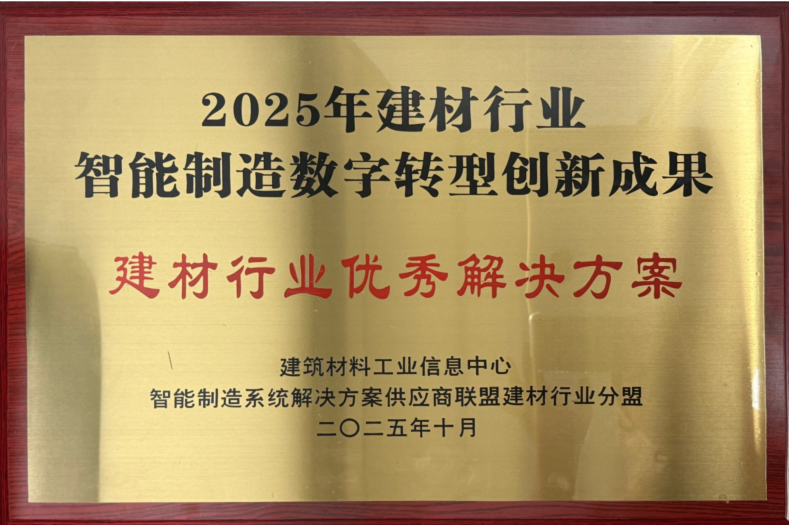 2025年建材行业
智能制造数字转型创新成果
建材行业优秀解决方案
建筑材料工业信息中心
智能制造系统解决方案供应商联盟建材行业分盟
二〇二五年十月